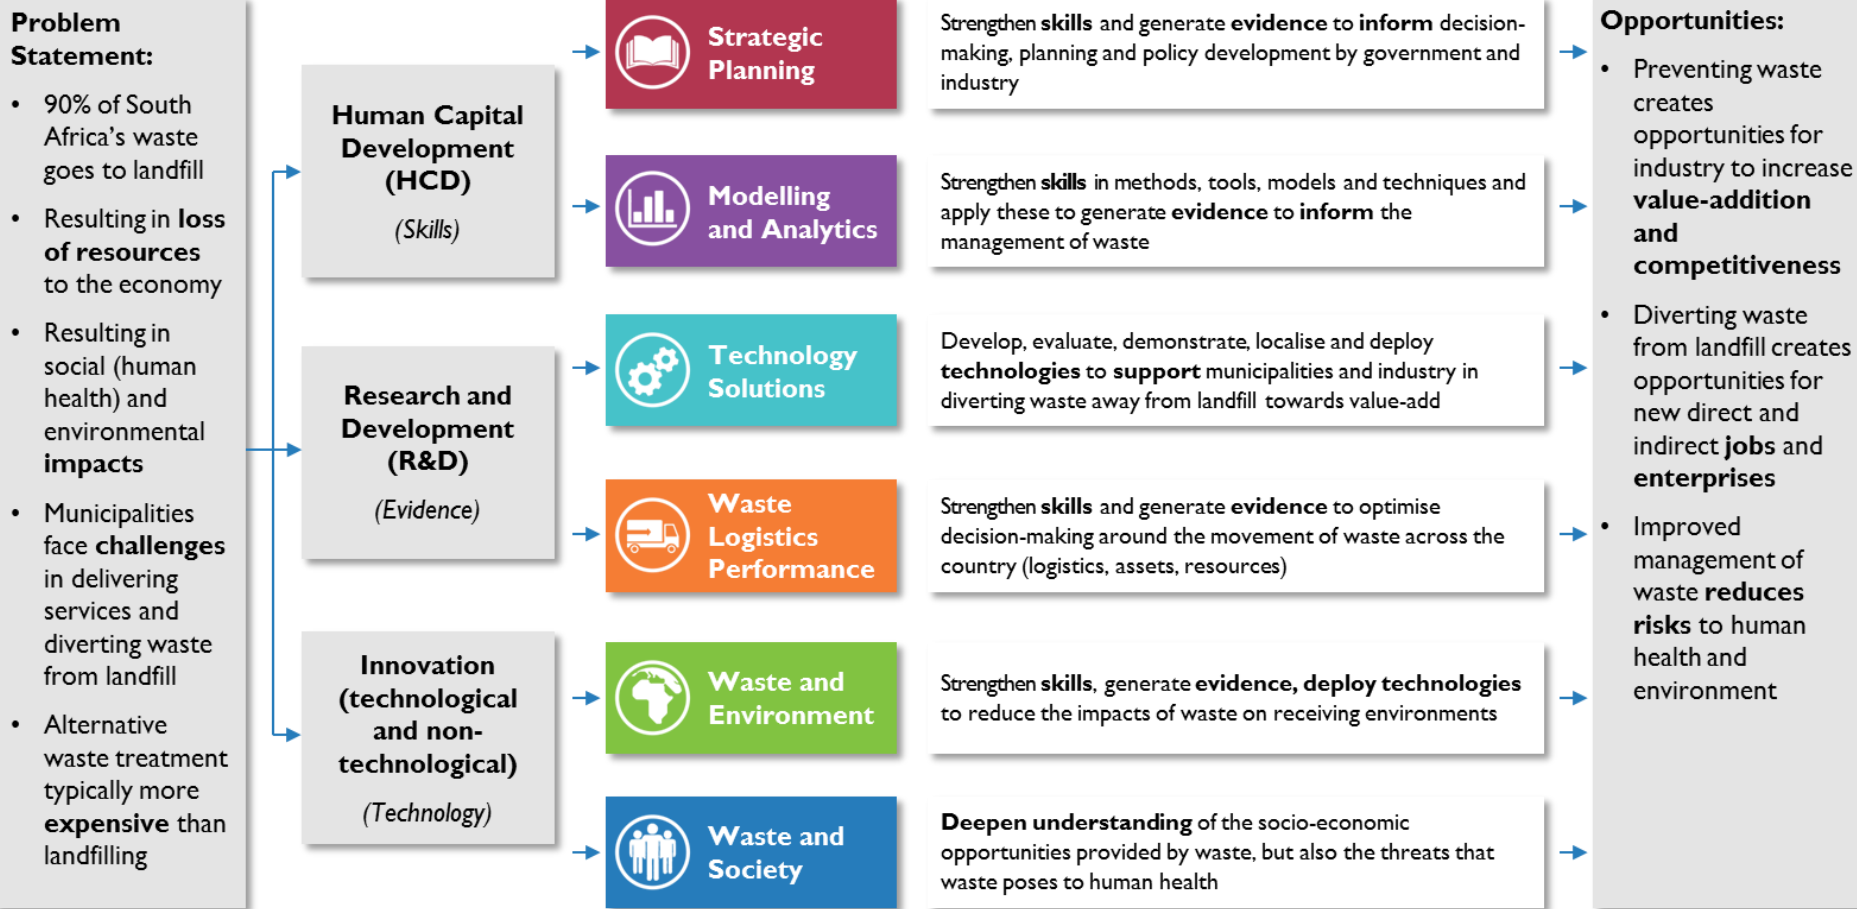 Problem
Statement:
• 90% of South
Africa's waste
goes to landfill
• Resulting in loss
of resources
to the economy
• Resulting in
social (human
health) and
environmental
impacts
• Municipalities
face challenges
in delivering
services and
diverting waste
from landfill
• Alternative
waste treatment
typically more
expensive than
landfilling
Human Capital
Development
(HCD)
(Skills)
Research and
Development
(R&D)
(Evidence)
Innovation
(technological
and non-
technological)
(Technology)
Strategic
Planning
Strengthen skills and generate evidence to inform decision-
making, planning and policy development by government and
industry
Modelling
and Analytics
Strengthen skills in methods, tools, models and techniques and
apply these to generate evidence to inform the
management of waste
Technology
Solutions
Develop, evaluate, demonstrate, localise and deploy
technologies to support municipalities and industry in
diverting waste away from landfill towards value-add
Waste
Logistics
Performance
Strengthen skills and generate evidence to optimise
decision-making around the movement of waste across the
country (logistics, assets, resources)
Waste and
Environment
Strengthen skills, generate evidence, deploy technologies
to reduce the impacts of waste on receiving environments
Waste and
Society
Deepen understanding of the socio-economic
opportunities provided by waste, but also the threats that
waste poses to human health
Opportunities:
• Preventing waste
creates
opportunities for
industry to increase
value-addition
and
competitiveness
• Diverting waste
from landfill creates
opportunities for
new direct and
indirect jobs and
enterprises
• Improved
management of
waste reduces
risks to human
health and
environment